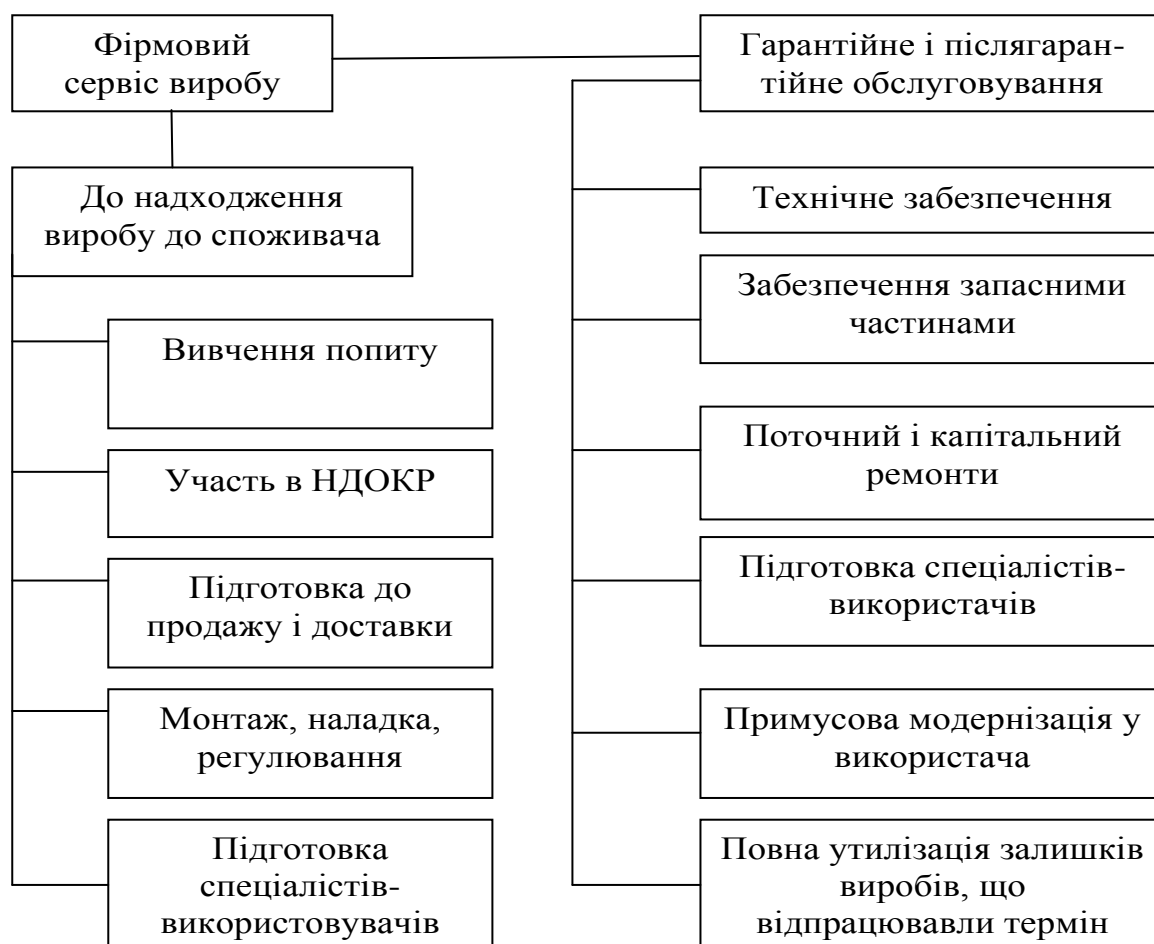 Фірмовий
сервіс виробу
До надходження
виробу до споживача
Вивчення попиту
Участь в НДОКР
Підготовка до
продажу і доставки
Монтаж, наладка,
регулювання
Підготовка
спеціалістів-
використовувачів
Гарантійне і післягаран-
тійне обслуговування
Технічне забезпечення
Забезпечення запасними
частинами
Поточний і капітальний
ремонти
Підготовка спеціалістів-
використачів
Примусова модернізація у
використача
Повна утилізація залишків
виробів, що
відпрацювавли термін